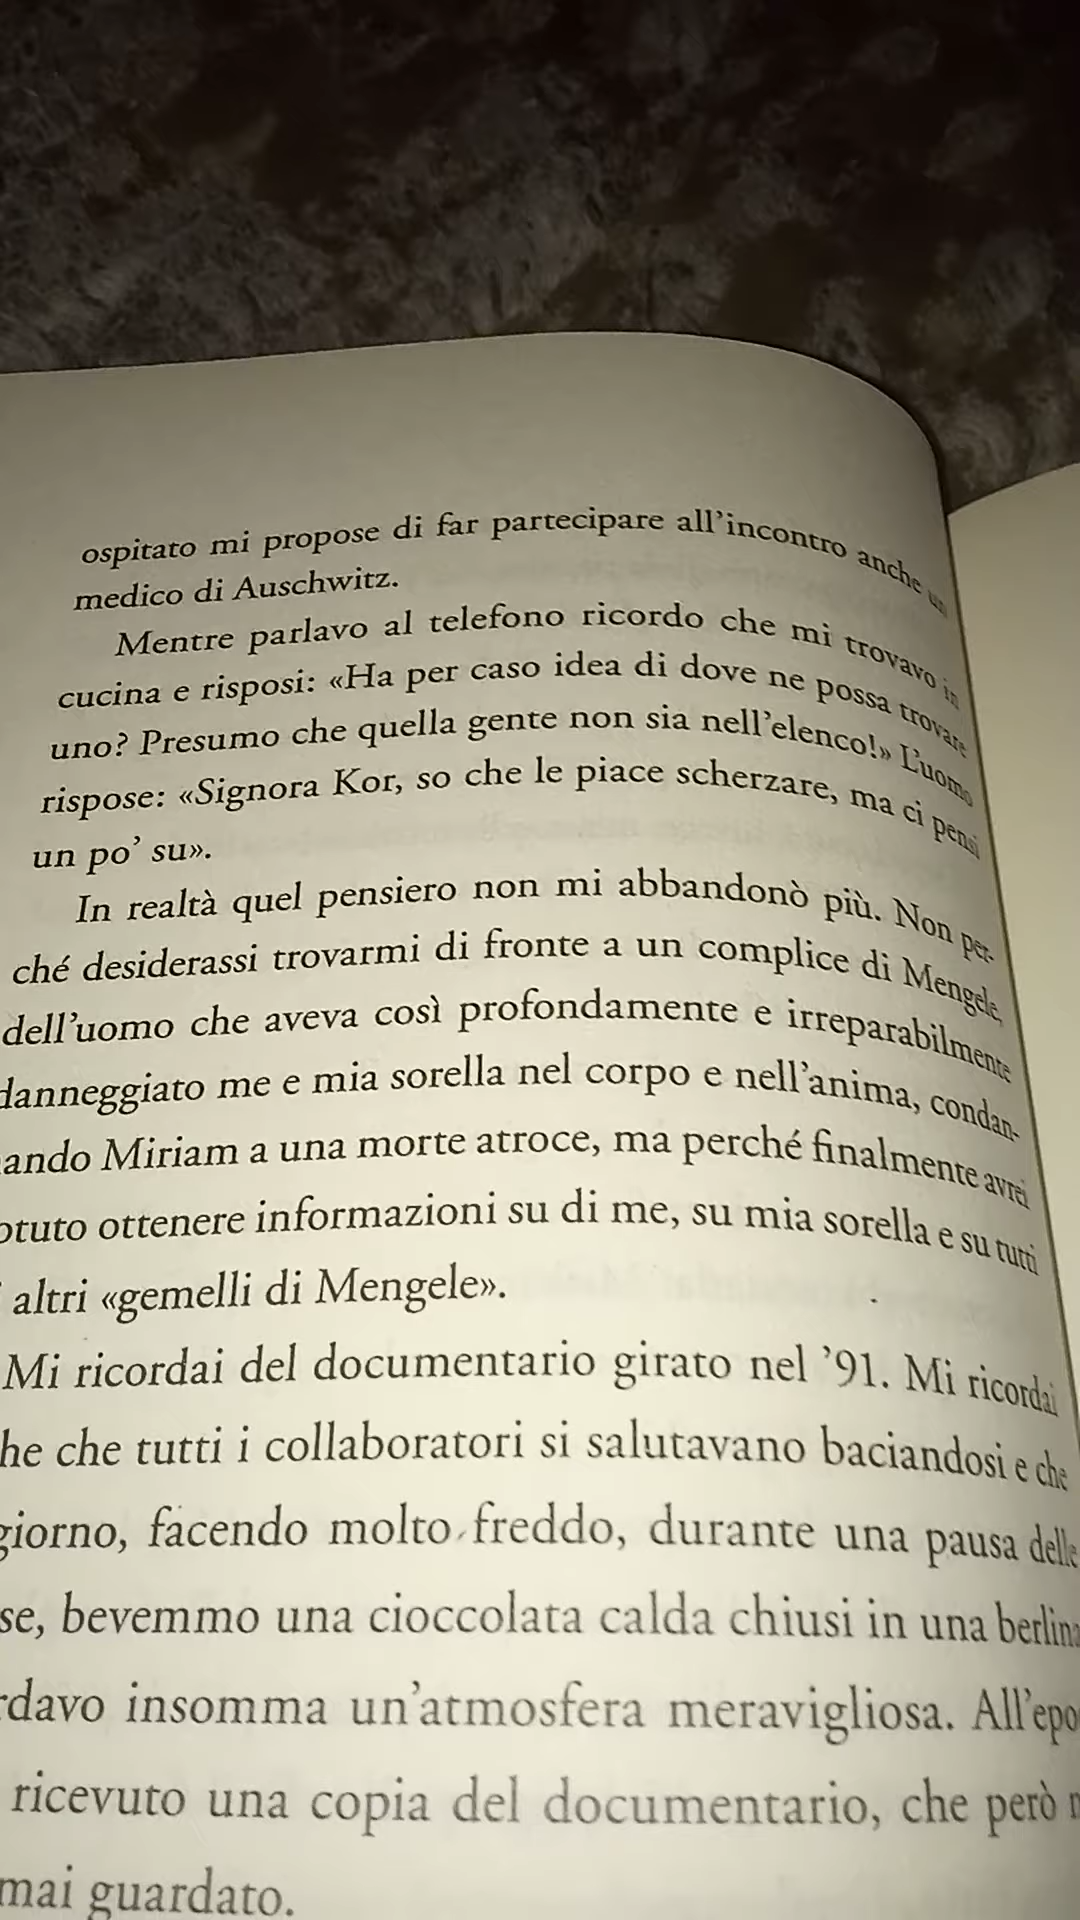 ospitato mi propose di far partecipare all'incontro anche un
medico di Auschwitz.
Mentre parlavo al telefono ricordo che mi trovavo in
cucina e risposi: «Ha per caso idea di dove ne possa trovare
uno? Presumo che quella gente non sia nell'elenco!» L'uomo
rispose: «Signora Kor, so che le piace scherzare, ma ci pensi
un po' su».
In realtà quel pensiero non mi abbandonò più. Non per-
ché desiderassi trovarmi di fronte a un complice di Mengele,
dell'uomo che aveva così profondamente e irreparabilmente
danneggiato me e mia sorella nel corpo e nell'anima, condan-
ando Miriam a una morte atroce, ma perché finalmente avrei
otuto ottenere informazioni su di me, su mia sorella e su tutti
altri «gemelli di Mengele».
Mi ricordai del documentario girato nel '91. Mi ricordai
he che tutti i collaboratori si salutavano baciandosi e che
giorno, facendo molto freddo, durante una pausa delle
se, bevemmo una cioccolata calda chiusi in una berlina
rdavo insomma un'atmosfera meravigliosa. All'epo
ricevuto una copia del documentario, che però
mai guardato.